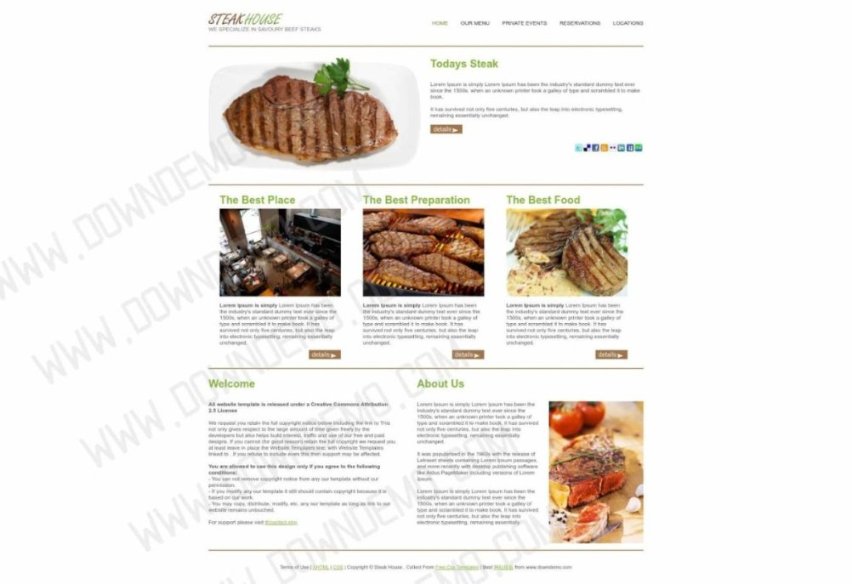 STEAK HOUSE
WE SPECIALIZE IN SAVOURY BEEF STEAKS
HOME OUR MENU PRIVATE EVENTS RESERVATIONS LOCATIONS
Todays Steak
Lorem Ipsum is simply Lorem Ipsum has been the industry's standard dummy text ever
since the 1500s, when an unknown printer took a galley of type and scrambled it to make
book.
It has survived not only five centuries, but also the leap into electronic typesetting,
remaining essentially unchanged.
details
The Best Place
Lorem Ipsum is simply Lorem Ipsum has been
the industry's standard dummy text ever since the
1500s, when an unknown printer took a galley of
type and scrambled it to make book. It has
survived not only five centuries, but also the leap
into electronic typesetting, remaining essentially
unchanged.
details
The Best Preparation
Lorem Ipsum is simply Lorem Ipsum has been
the industry's standard dummy text ever since the
1500s, when an unknown printer took a galley of
type and scrambled it to make book. It has
survived not only five centuries, but also the leap
into electronic typesetting, remaining essentially
unchanged.
details
The Best Food
Lorem Ipsum is simply Lorem Ipsum has been
the industry's standard dummy text ever since the
1500s, when an unknown printer took a galley of
type and scrambled it to make book. It has
survived not only five centuries, but also the leap
into electronic typesetting, remaining essentially
unchanged.
details
Welcome
All website template is released under a Creative Commons Attribution
2.5 License
We request you retain the full copyright notice below including the link to This
not only gives respect to the large amount of time given freely by the
developers but also helps build interest, traffic and use of our free and paid
designs. If you cannot (for good reason) retain the full copyright we request you
at least leave in place the Website Templates line, with Website Templates
linked to . If you refuse to include even this then support may be affected.
You are allowed to use this design only if you agree to the following
conditions:
- You can not remove copyright notice from any our template without our
permission.
- If you modify any our template it still should contain copyright because it is
based on our work.
- You may copy, distribute, modify, etc. any our template as long as link to our
website remains untouched.
For support please visit
About Us
Lorem Ipsum is simply Lorem Ipsum has been the
industry's standard dummy text ever since the
1500s, when an unknown printer took a galley of
type and scrambled it to make book. It has survived
not only five centuries, but also the leap into
electronic typesetting, remaining essentially
unchanged.
It was popularized in the 1960s with the release of
Letraset sheets containing Lorem Ipsum passages,
and more recently with desktop publishing software
like Aldus PageMaker including versions of Lorem
Ipsum.
Lorem Ipsum is simply Lorem Ipsum has been the
industry's standard dummy text ever since the
1500s, when an unknown printer took a galley of
type and scrambled it to make book. It has survived
not only five centuries, but also the leap into
electronic typesetting, remaining essentially
unchanged.
Terms of Use | XHTML | CSS | Copyright © Steak House . Collect From Free Css Templates | Best from www.downdemo.com
WWW.DOWNDEMO.COM
WWW.DOWNDEMO.COM
WWW.DOWNDEMO.COM
WWW.DOWNDEMO.COM